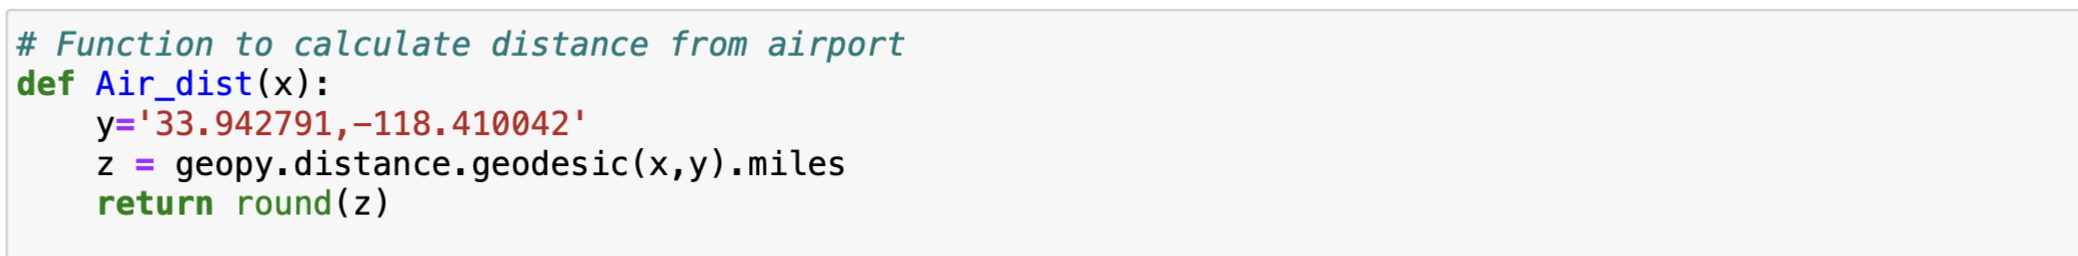 # Function to calculate distance from airport
def Air_dist(x):
    y='33.942791,-118.410042'
    z = geopy.distance.geodesic(x,y).miles
    return round(z)